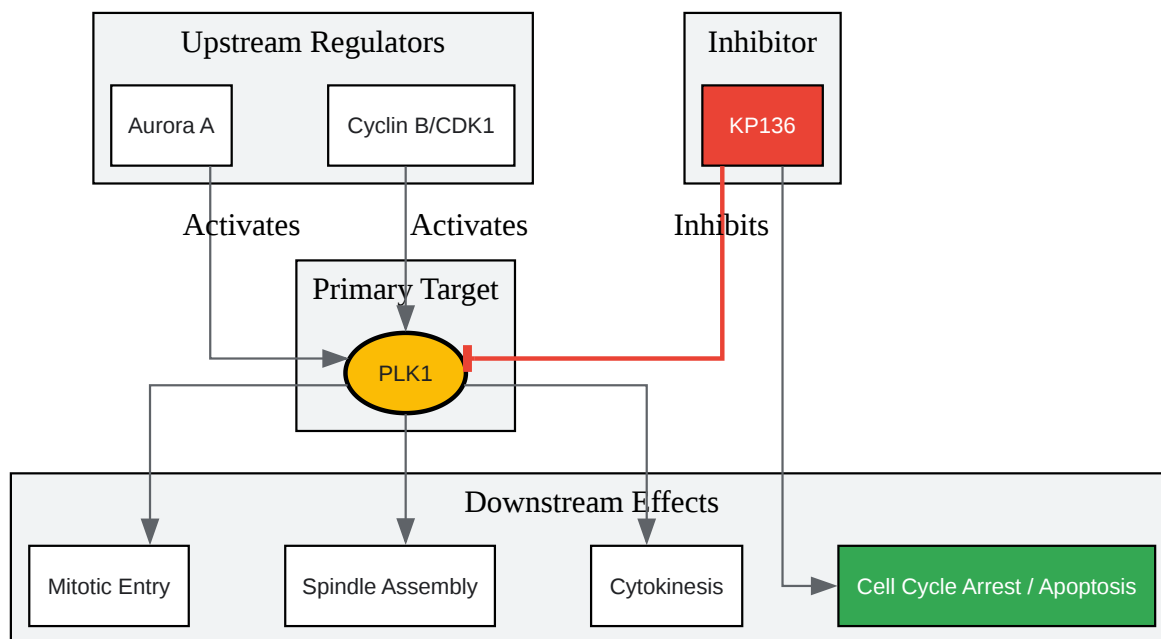 Upstream Regulators
Inhibitor
Aurora A
Cyclin B/CDK1
KP136
Activates
Activates
Inhibits
Primary Target
PLK1
Downstream Effects
Mitotic Entry
Spindle Assembly
Cytokinesis
Cell Cycle Arrest / Apoptosis